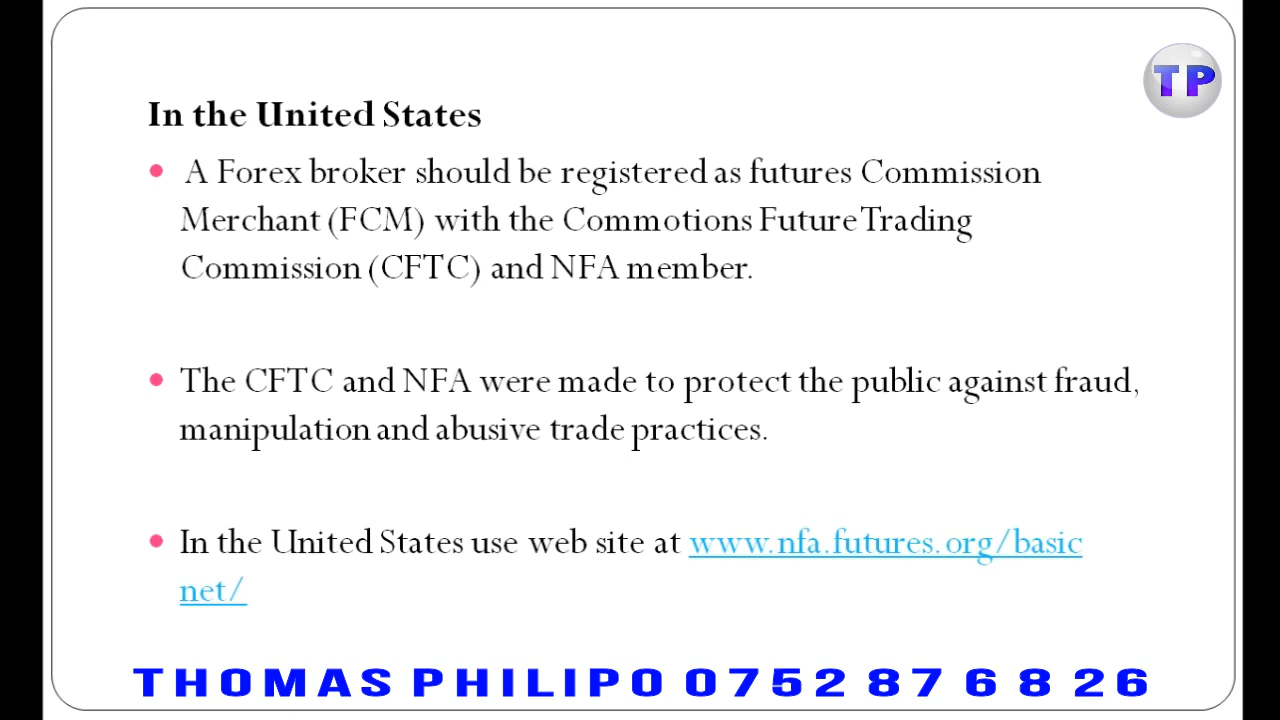 TP
In the United States
A Forex broker should be registered as futures Commission
Merchant (FCM) with the Commotions Future Trading
Commission (CFTC) and NFA member.
The CFTC and NFA were made to protect the public against fraud,
manipulation and abusive trade practices.
In the United States use web site at www.nfa.futures.org/basic
net/
THOMAS PHILIPO 0752 87 6 8 26